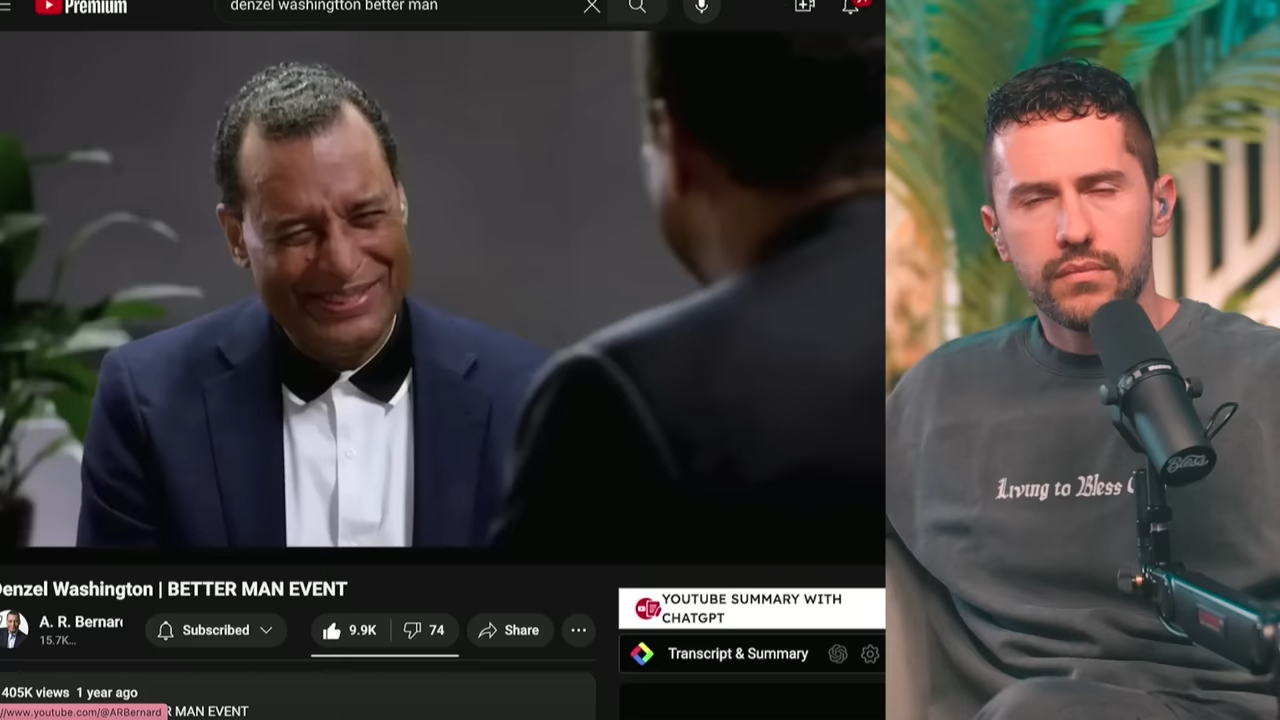 Premium
denzel washingtton better man
9+
Denzel Washington | BETTER MAN EVENT
A. R. Bernard
15.7K...
Subscribed
9.9K
74
Share
YOUTUBE SUMMARY WITH
CHATGPT
Transcript & Summary
405K views 1 year ago
//www.youtube.com/@ARBernard
R MAN EVENT
Living to Bless
Bless